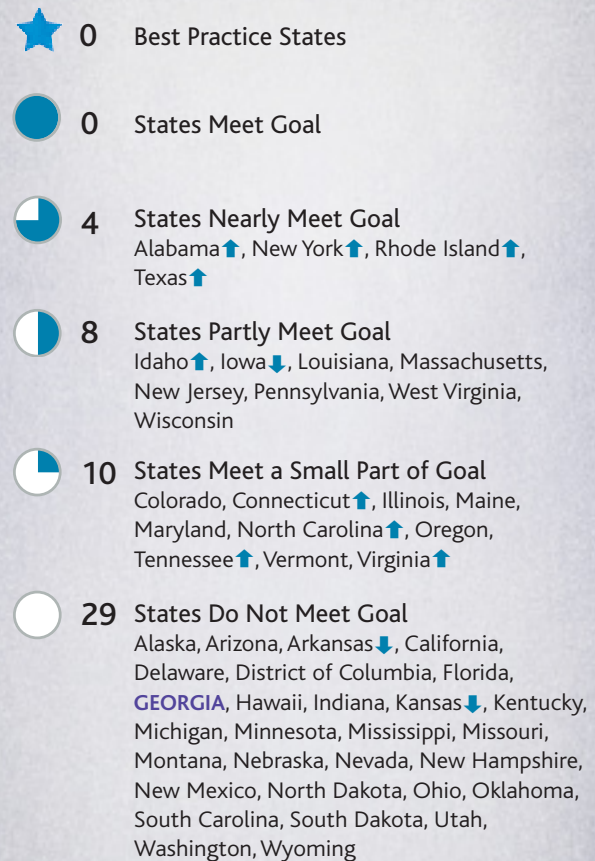 0 Best Practice States
0 States Meet Goal
4 States Nearly Meet Goal
Alabama⬆, New York⬆, Rhode Island⬆,
Texas⬆
8 States Partly Meet Goal
Idaho⬆, Iowa⬇, Louisiana, Massachusetts,
New Jersey, Pennsylvania, West Virginia,
Wisconsin
10 States Meet a Small Part of Goal
Colorado, Connecticut⬆, Illinois, Maine,
Maryland, North Carolina⬆, Oregon,
Tennessee⬆, Vermont, Virginia⬆
29 States Do Not Meet Goal
Alaska, Arizona, Arkansas⬇, California,
Delaware, District of Columbia, Florida,
GEORGIA, Hawaii, Indiana, Kansas⬇, Kentucky,
Michigan, Minnesota, Mississippi, Missouri,
Montana, Nebraska, Nevada, New Hampshire,
New Mexico, North Dakota, Ohio, Oklahoma,
South Carolina, South Dakota, Utah,
Washington, Wyoming